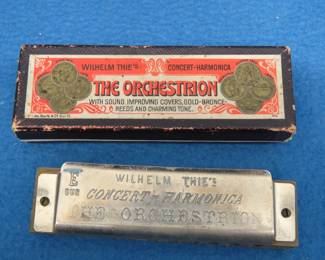 WILHELM THIE'S CONCERT-HARMONICA
THE ORCHESTRION
WITH SOUND IMPROVING COVERS, GOLD-BRONCE-
REEDS AND CHARMING TONE.
E
WILHELM THIE'S
CONCERT-HARMONICA
THE ORCHESTRION